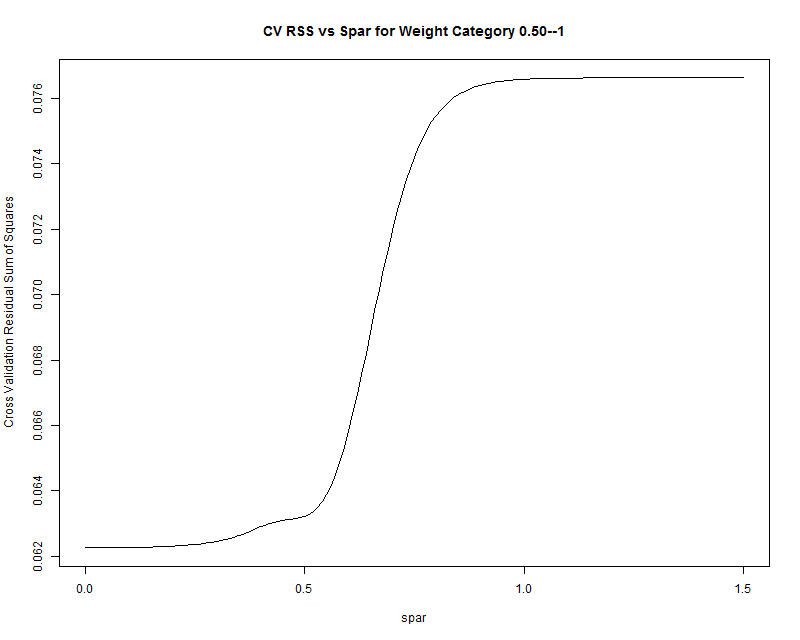 CV RSS vs Spar for Weight Category 0.50--1
Cross Validation Residual Sum of Squares
0.076
0.074
0.072
0.070
0.068
0.066
0.064
0.062
0.0 0.5 1.0 1.5
spar